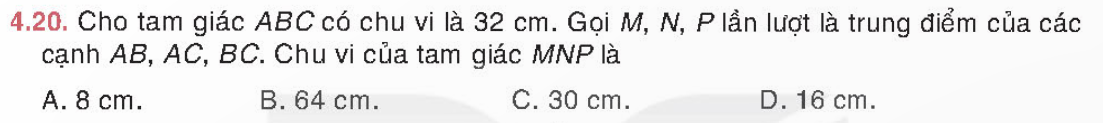 4.20. Cho tam giác ABC có chu vi là 32 cm. Gọi M, N, P lần lượt là trung điểm của các
cạnh AB, AC, BC. Chu vi của tam giác MNP là
A. 8 cm. B. 64 cm. C. 30 cm. D. 16 cm.